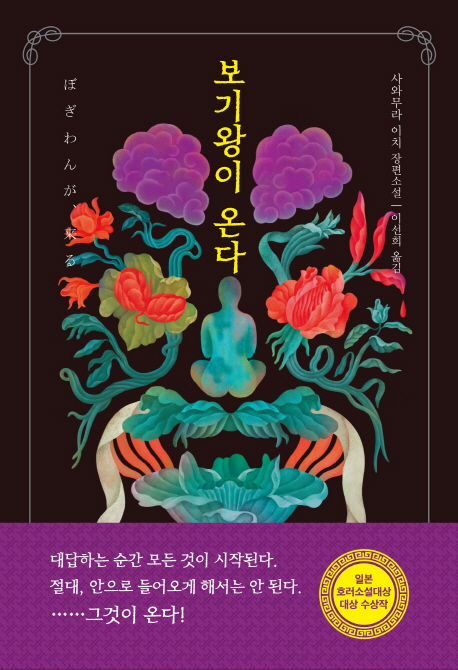 보기왕이 온다
ぼぎわんが、来る
사와무라 이치 장편소설 | 이선희 옮김
대답하는 순간 모든 것이 시작된다.
절대, 안으로 들어오게 해서는 안 된다.
……그것이 온다!
일본
호러소설대상
대상 수상작